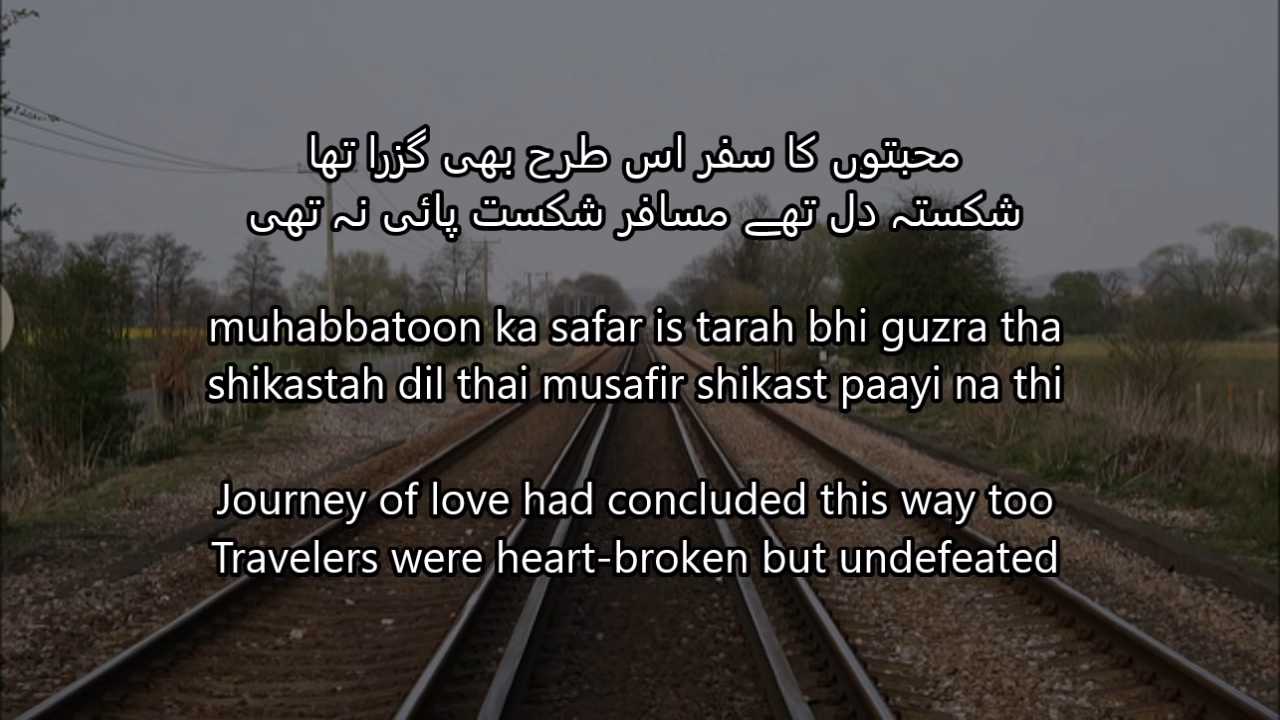 محبتوں کا سفر اس طرح بھی گزرا تھا
شکستہ دل تھے مسافر شکست پائی نہ تھی
muhabbatoon ka safar is tarah bhi guzra tha
shikastah dil thai musafir shikast paayi na thi
Journey of love had concluded this way too
Travelers were heart-broken but undefeated